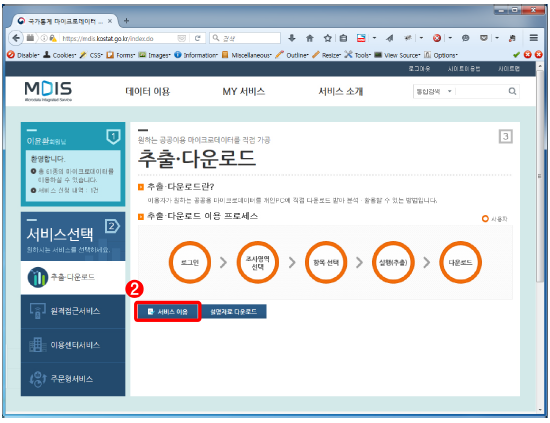 국가통계 마이크로데이터 ...
https://mdis.kostat.go.kr/index.do
검색
Disable Cookies CSS Forms Images Information Miscellaneous Outline Resize Tools View Source Options
로그아웃 사이트이용법 사이트맵
MDIS
MicroData Integrated Service
데이터 이용 MY 서비스 서비스 소개
통합검색
이윤환회원님 1
환영합니다.
총 51종의 마이크로데이터를
이용하실 수 있습니다.
서비스 신청 내역 : 1건
서비스선택 2
원하시는 서비스를 선택하세요.
추출·다운로드
원격접근서비스
이용센터서비스
주문형서비스
3
원하는 공공이용 마이크로데이터를 직접 가공
추출·다운로드
추출·다운로드란?
이용자가 원하는 공공용 마이크로데이터를 개인PC에 직접 다운로드 받아 분석·활용할 수 있는 방법입니다.
추출·다운로드 이용 프로세스
사용자
로그인
조사영역
선택
항목 선택
실행(추출)
다운로드
2
서비스 이용
설명자료 다운로드